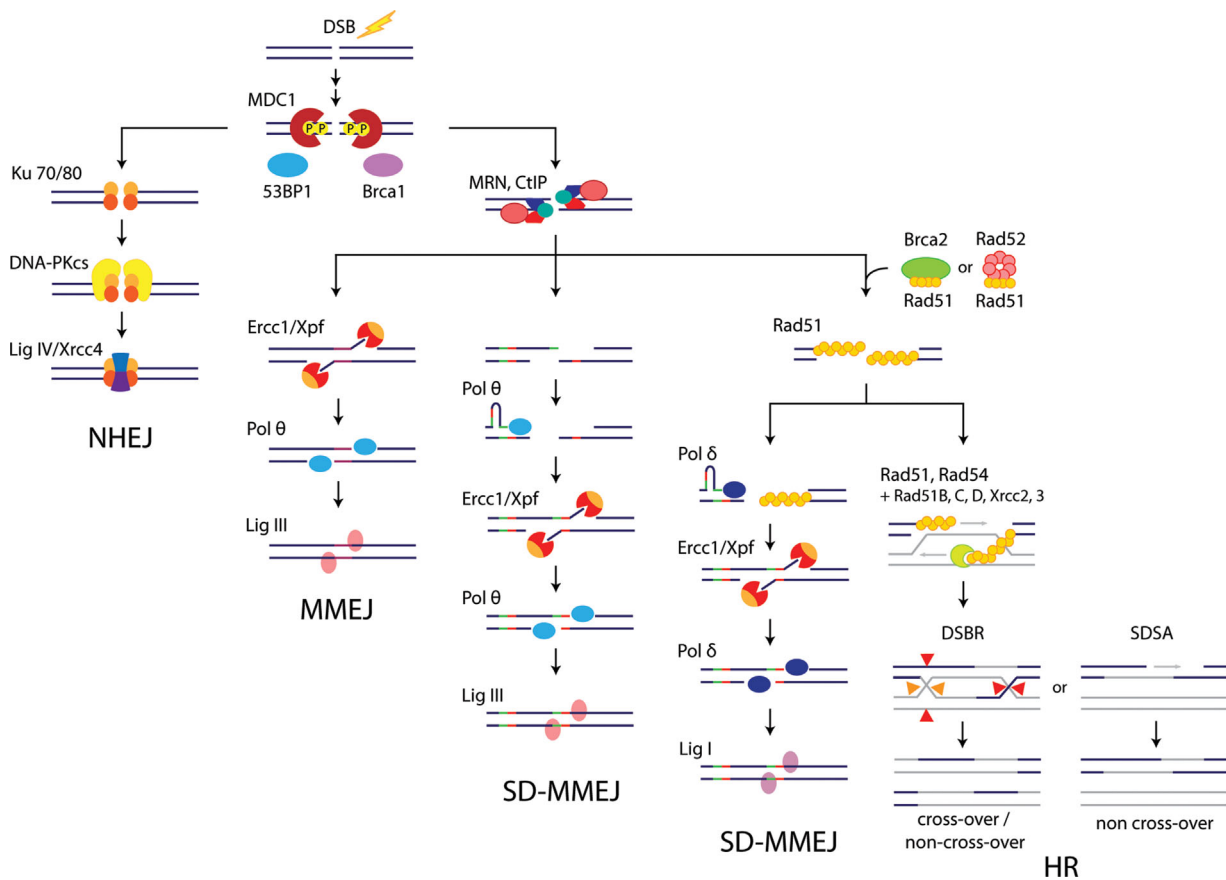 DSB
MDC1
P P
P P
53BP1
Brca1
Ku 70/80
DNA-PKcs
Lig IV/Xrcc4
NHEJ
MRN, CtIP
Ercc1/Xpf
Pol θ
Lig III
MMEJ
Pol θ
Ercc1/Xpf
Pol θ
Lig III
SD-MMEJ
Brca2
or
Rad52
Rad51
Rad51
Rad51
Pol δ
Ercc1/Xpf
Pol δ
Lig I
SD-MMEJ
Rad51, Rad54
+ Rad51B, C, D, Xrcc2, 3
DSBR
SDSA
or
cross-over /
non-cross-over
non cross-over
HR